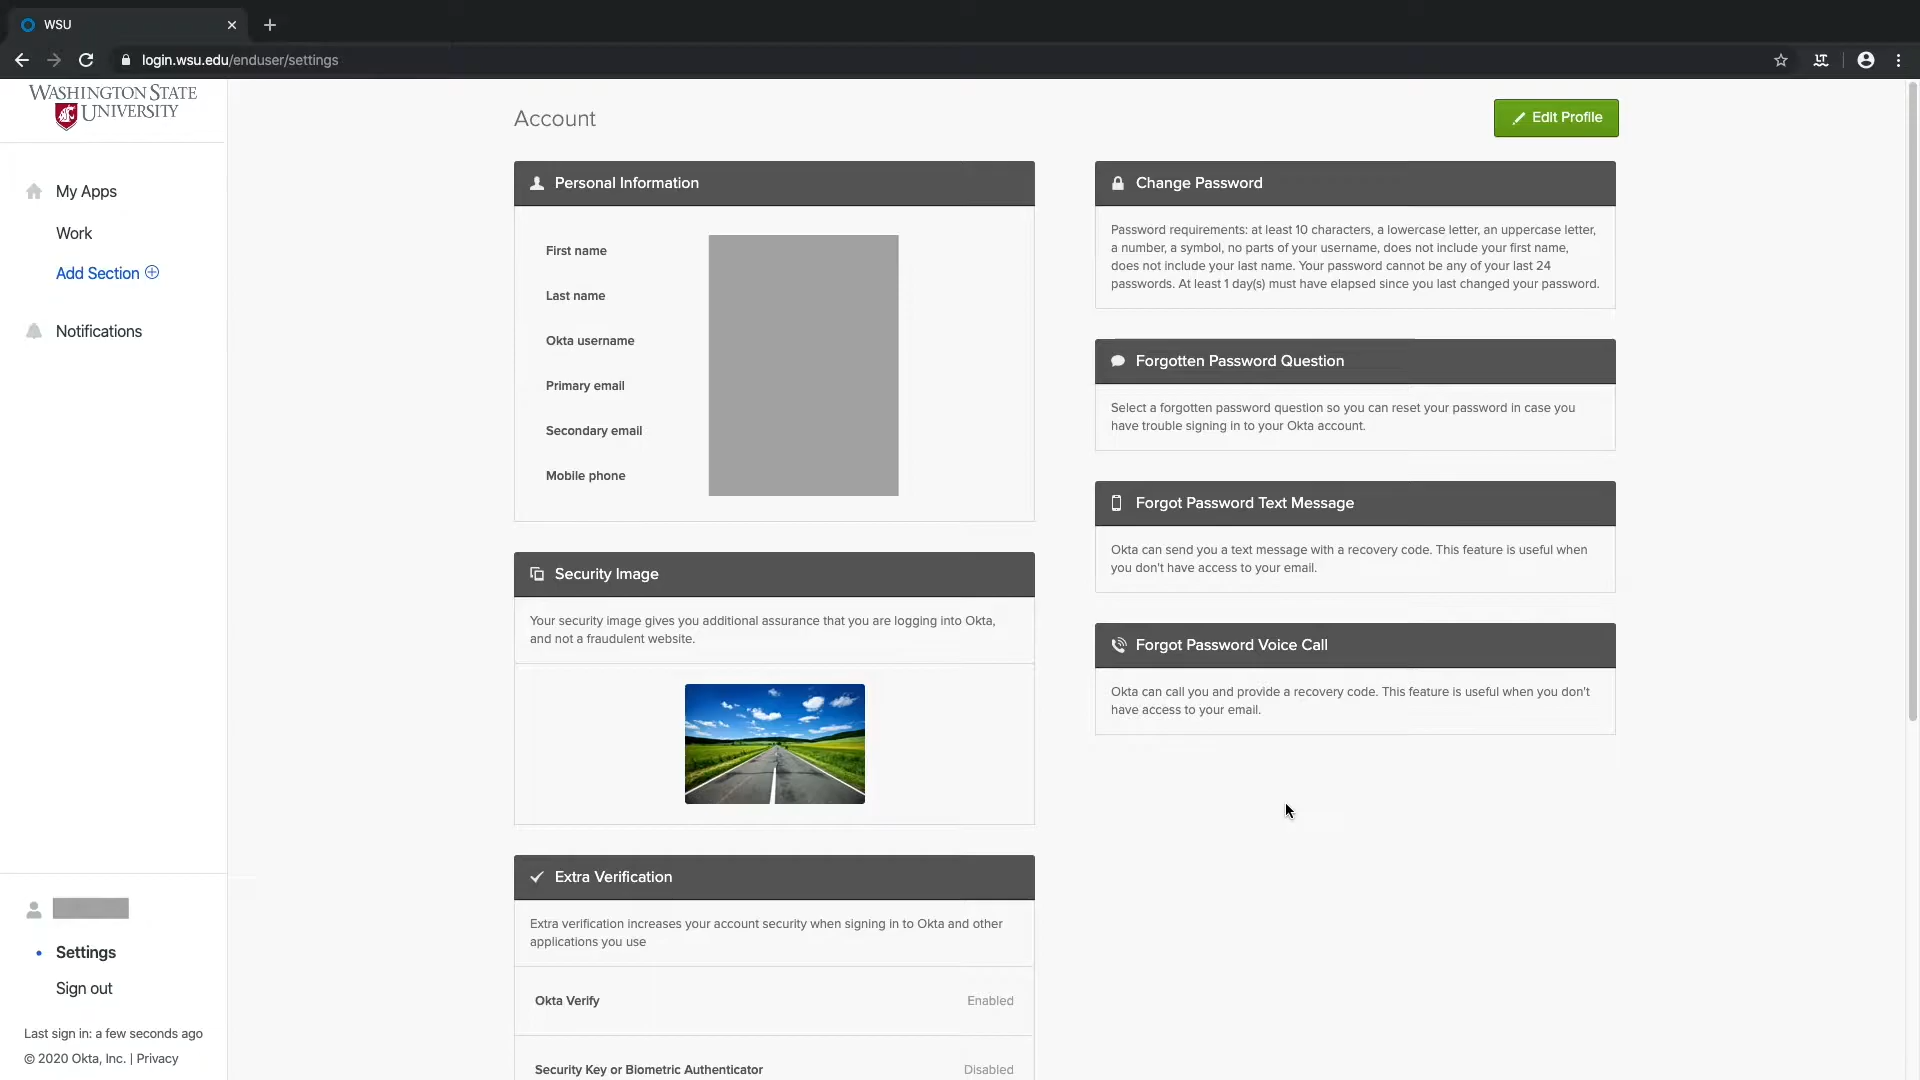 WSU
login.wsu.edu/enduser/settings
WASHINGTON STATE
UNIVERSITY
My Apps
Work
Add Section
Notifications
Settings
Sign out
Last sign in: a few seconds ago
© 2020 Okta, Inc. | Privacy
Account
Edit Profile
Personal Information
First name
Last name
Okta username
Primary email
Secondary email
Mobile phone
Security Image
Your security image gives you additional assurance that you are logging into Okta,
and not a fraudulent website.
Extra Verification
Extra verification increases your account security when signing in to Okta and other
applications you use
Okta Verify Enabled
Security Key or Biometric Authenticator Disabled
Change Password
Password requirements: at least 10 characters, a lowercase letter, an uppercase letter,
a number, a symbol, no parts of your username, does not include your first name,
does not include your last name. Your password cannot be any of your last 24
passwords. At least 1 day(s) must have elapsed since you last changed your password.
Forgotten Password Question
Select a forgotten password question so you can reset your password in case you
have trouble signing in to your Okta account.
Forgot Password Text Message
Okta can send you a text message with a recovery code. This feature is useful when
you don't have access to your email.
Forgot Password Voice Call
Okta can call you and provide a recovery code. This feature is useful when you don't
have access to your email.